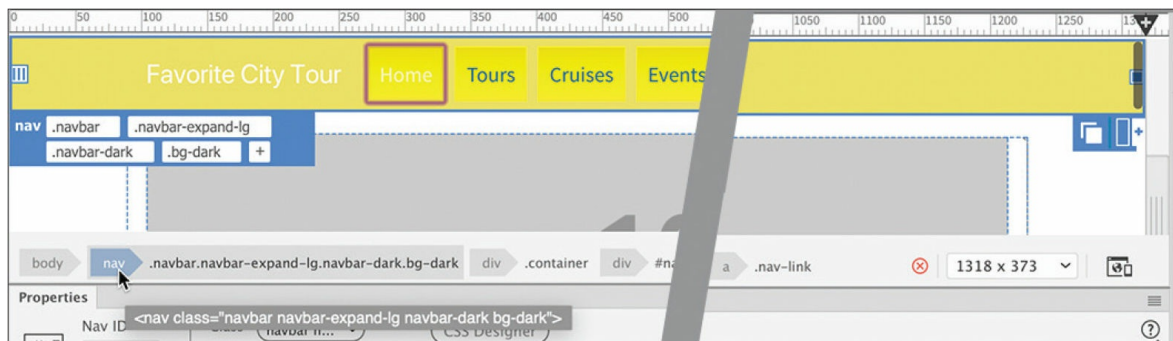 0 50 100 150 200 250 300 350 400 450 500 1050 1100 1150 1200 1250
Favorite City Tour Home Tours Cruises Events
nav .navbar .navbar-expand-lg
.navbar-dark .bg-dark +
body nav .navbar.navbar-expand-lg.navbar-dark.bg-dark div .container div a .nav-link 1318 x 373
Properties
<nav class="navbar navbar-expand-lg navbar-dark bg-dark">
Nav ID CSS Designer